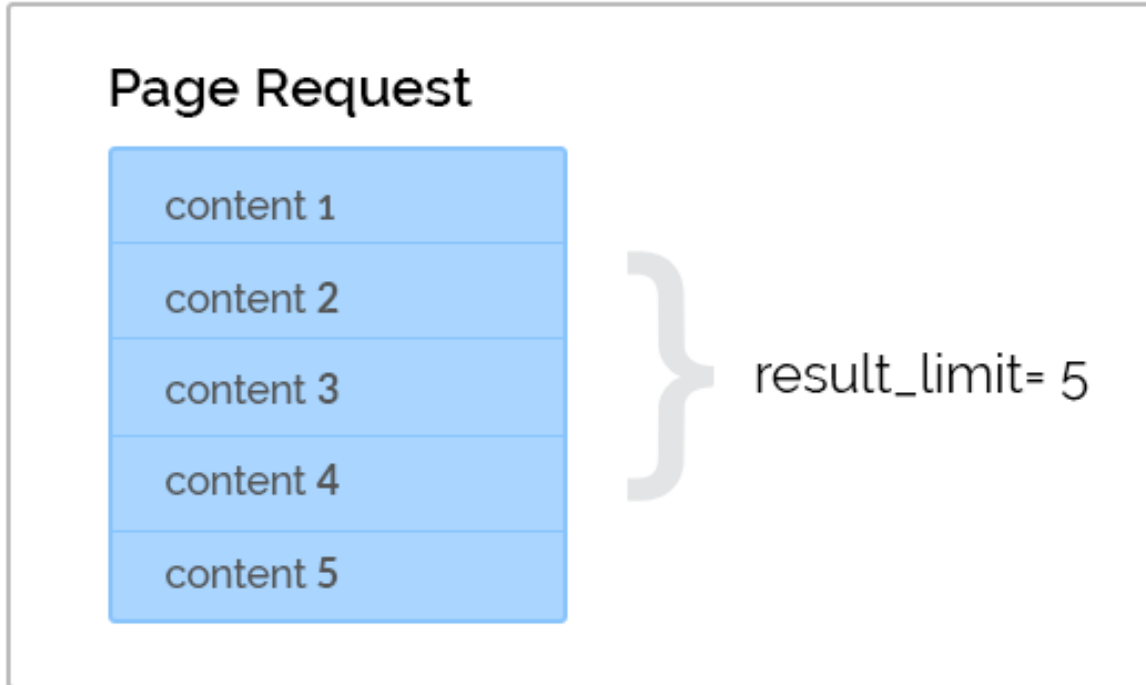 Page Request
content 1
content 2
content 3
content 4
content 5
result_limit= 5